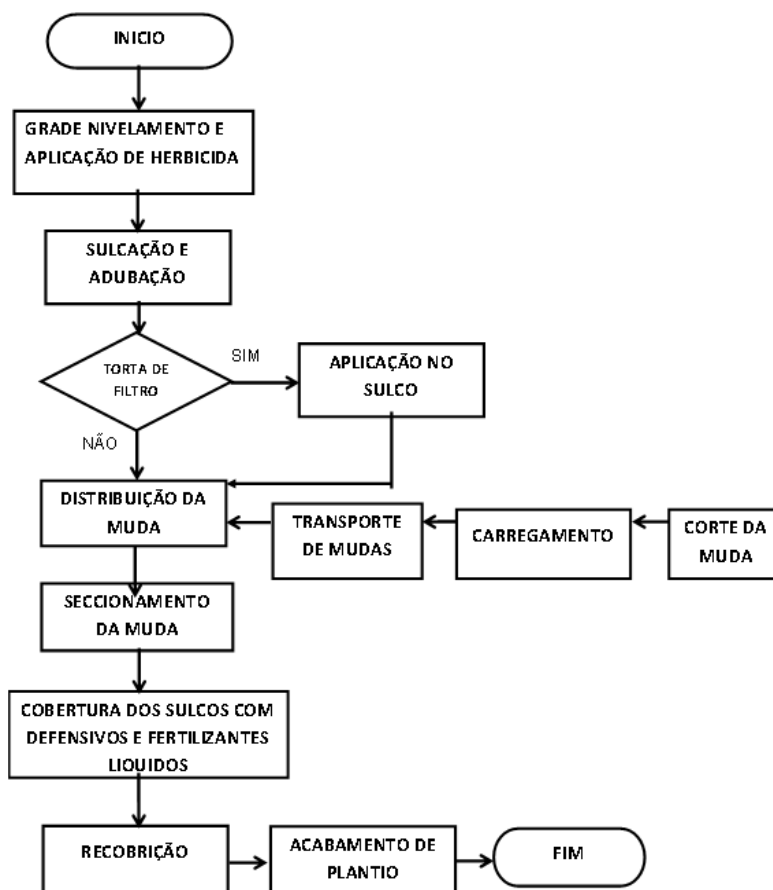 INICIO
GRADE NIVELAMENTO E
APLICAÇÃO DE HERBICIDA
SULCAÇÃO E
ADUBAÇÃO
TORTA DE
FILTRO
SIM
APLICAÇÃO NO
SULCO
NÃO
DISTRIBUIÇÃO DA
MUDA
TRANSPORTE
DE MUDAS
CARREGAMENTO
CORTE DA
MUDA
SECCIONAMENTO
DA MUDA
COBERTURA DOS SULCOS COM
DEFENSIVOS E FERTILIZANTES
LIQUIDOS
RECOBRIÇÃO
ACABAMENTO DE
PLANTIO
FIM